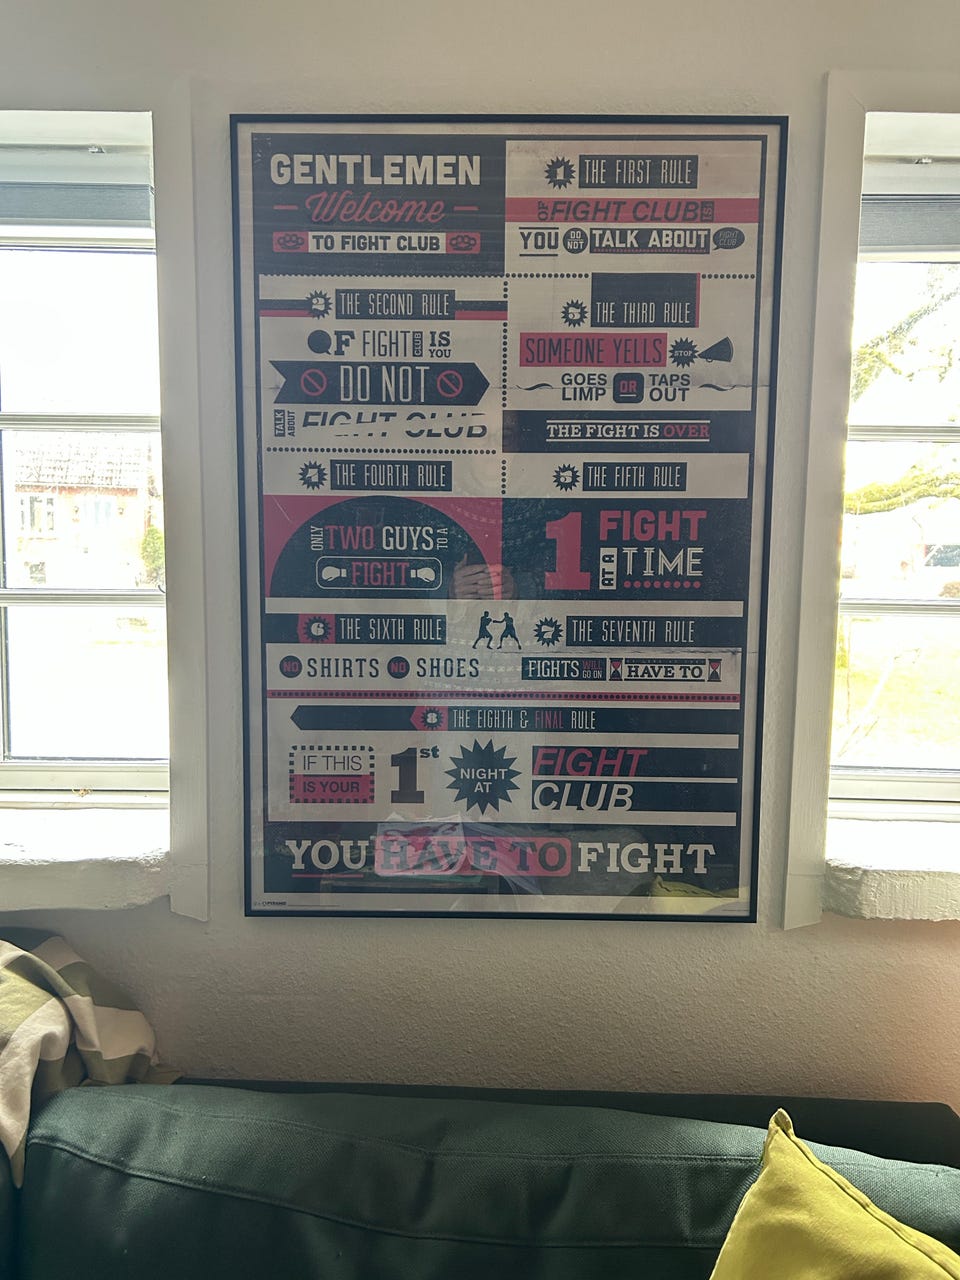 GENTLEMEN
Welcome
TO FIGHT CLUB
1 THE FIRST RULE
OF FIGHT CLUB IS:
YOU DO NOT TALK ABOUT FIGHT CLUB
2 THE SECOND RULE
OF FIGHT CLUB IS YOU
DO NOT
TALK ABOUT FIGHT CLUB
3 THE THIRD RULE
SOMEONE YELLS STOP
GOES LIMP OR TAPS OUT
THE FIGHT IS OVER
4 THE FOURTH RULE
ONLY TWO GUYS TO A
FIGHT
5 THE FIFTH RULE
1 FIGHT
AT A TIME
6 THE SIXTH RULE
NO SHIRTS NO SHOES
7 THE SEVENTH RULE
FIGHTS WILL GO ON AS LONG AS THEY HAVE TO
8 THE EIGHTH & FINAL RULE
IF THIS IS YOUR 1st NIGHT AT FIGHT CLUB
YOU HAVE TO FIGHT
PYRAMID